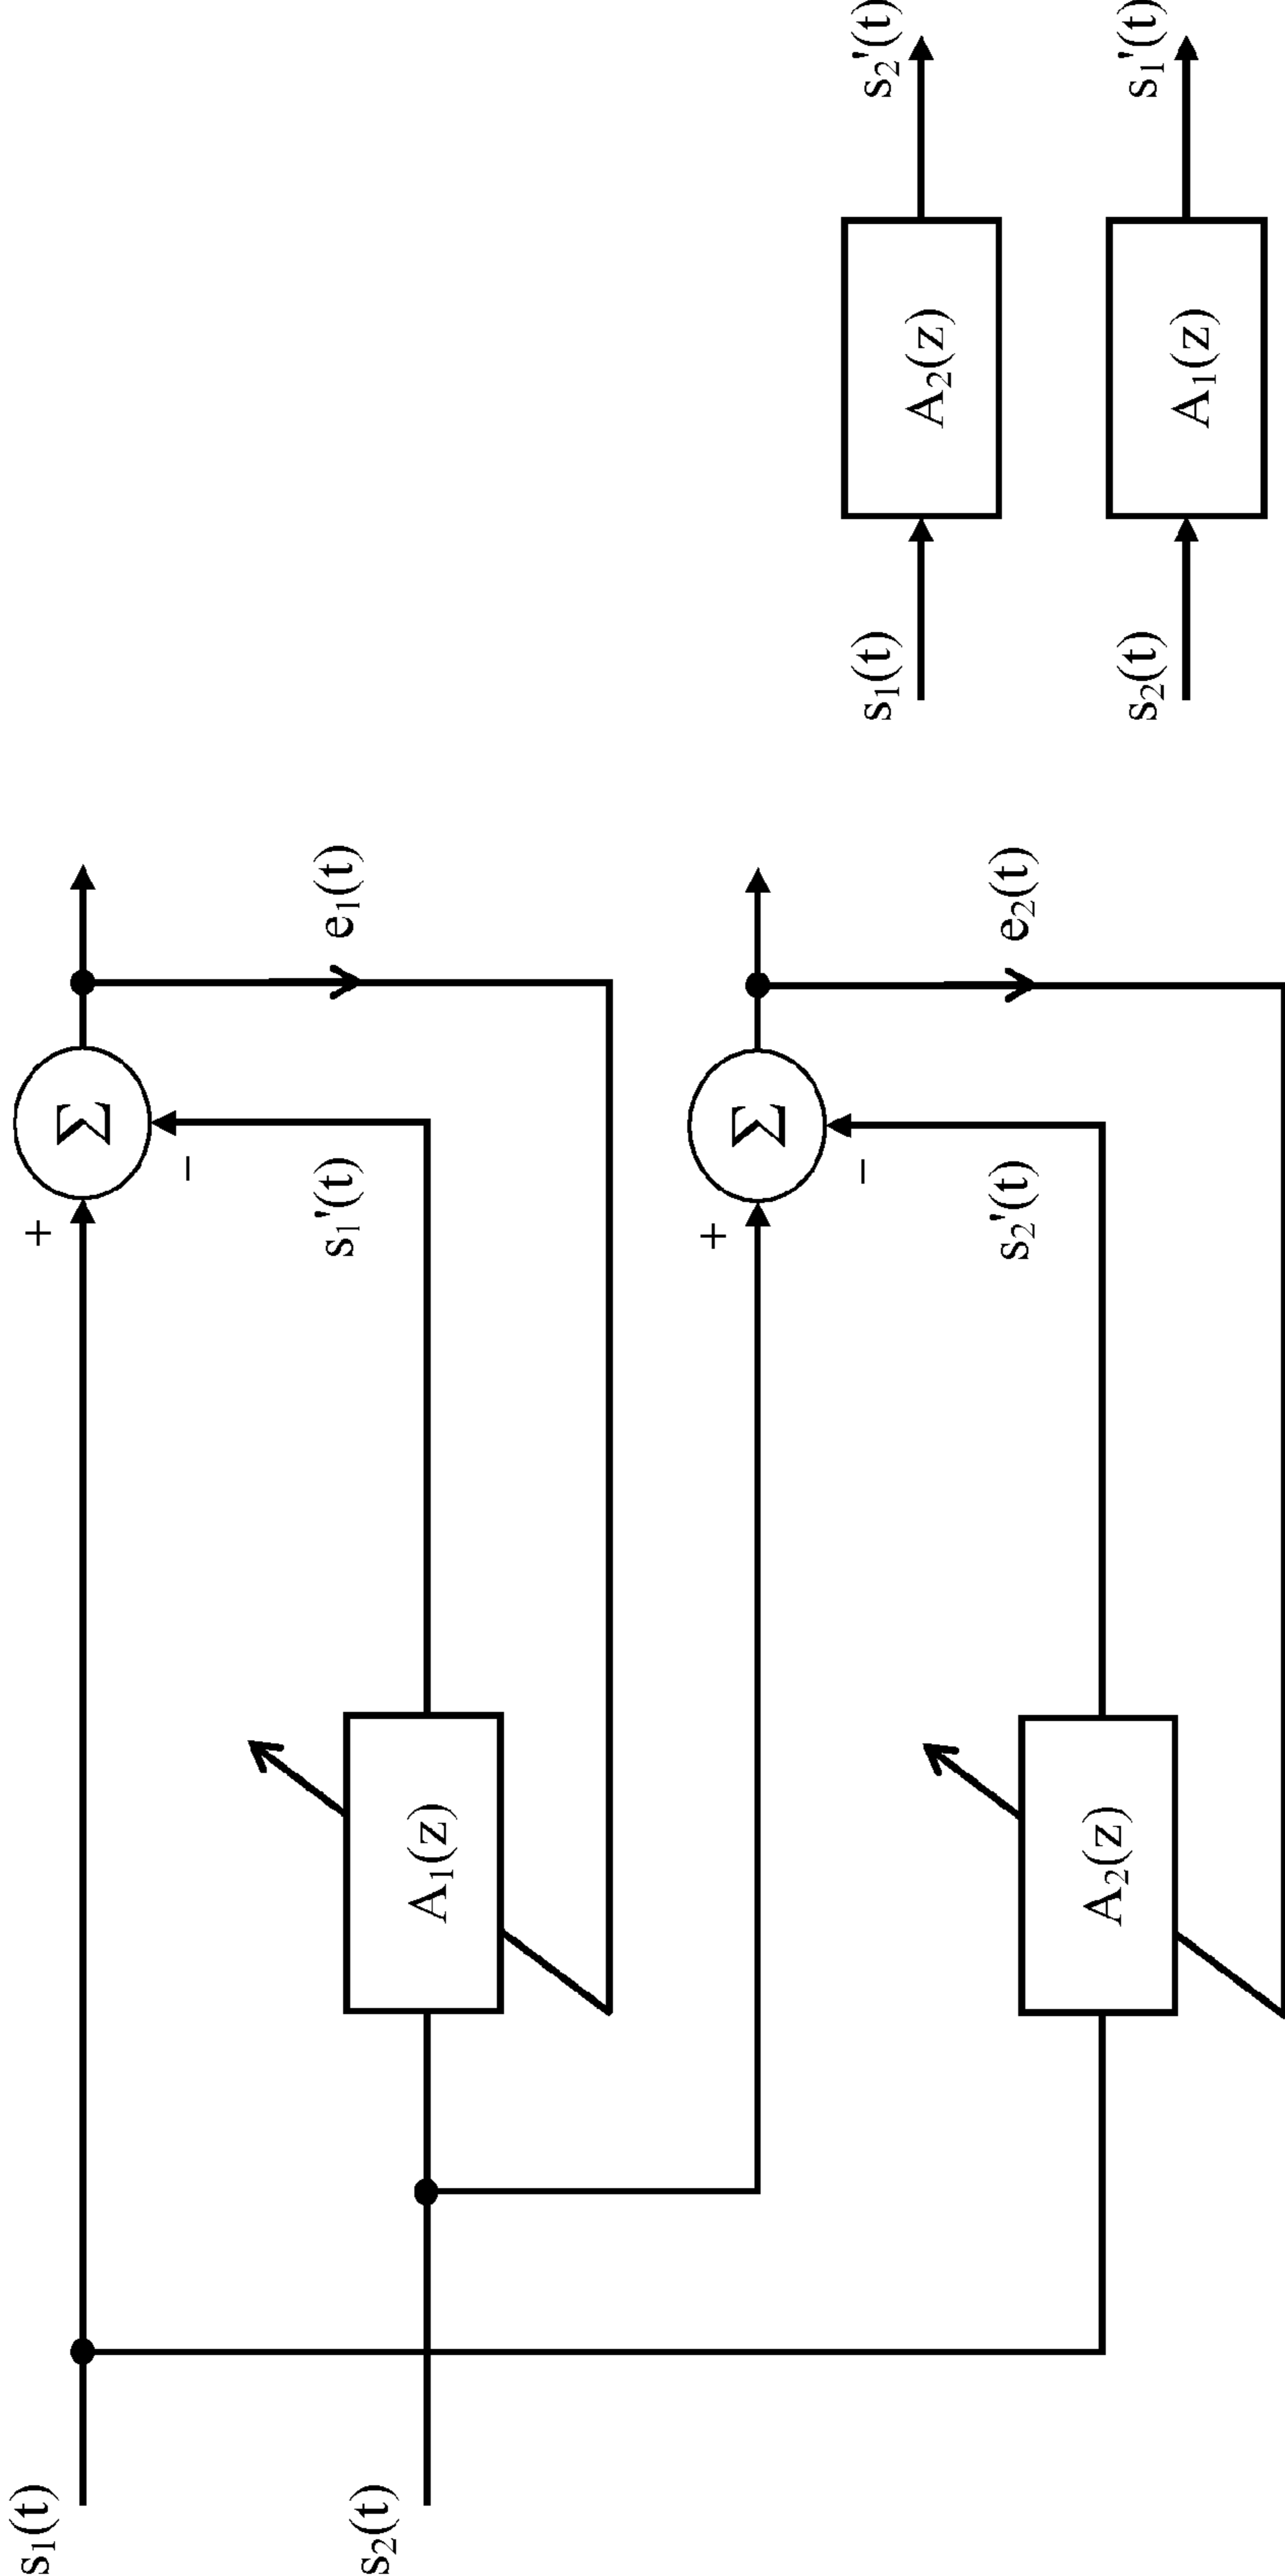 s₁(t)
+
Σ
−
s₁'(t)
e₁(t)
A₁(z)
s₂(t)
+
Σ
−
s₂'(t)
e₂(t)
A₂(z)
s₁(t)
A₂(z)
s₂'(t)
s₂(t)
A₁(z)
s₁'(t)